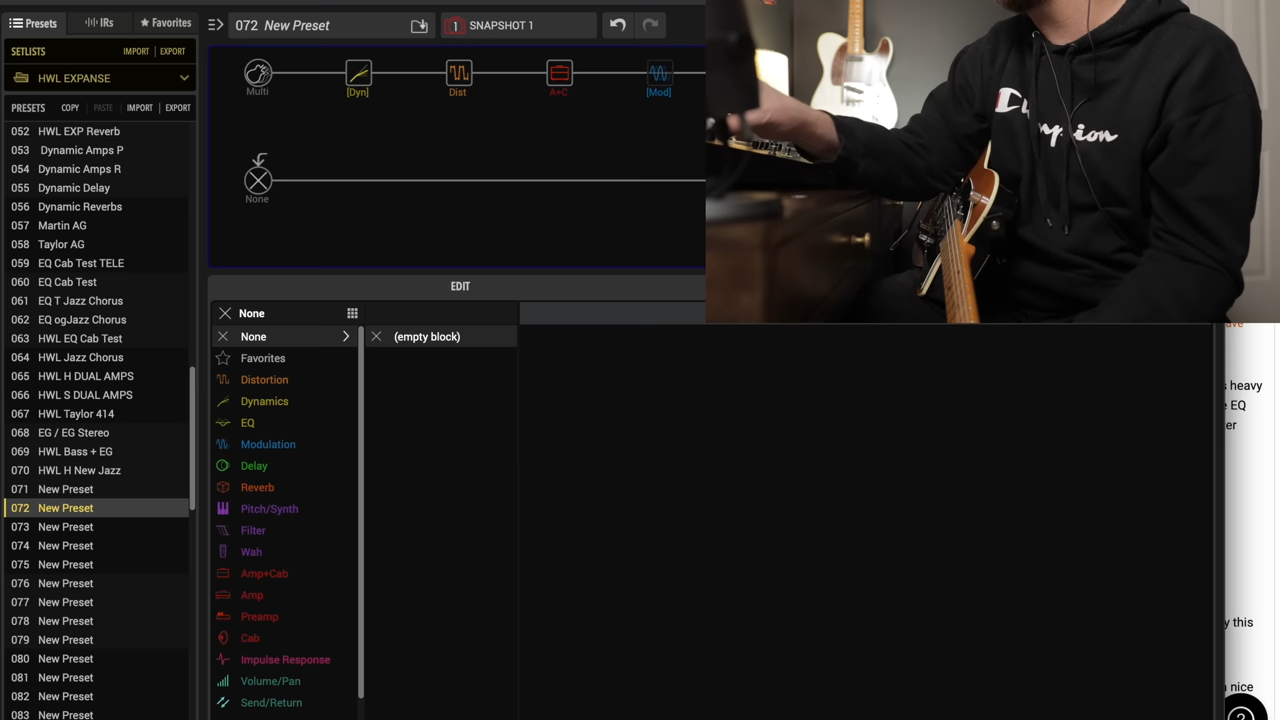 Presets
IRs
Favorites
SETLISTS
IMPORT | EXPORT
HWL EXPANSE
PRESETS
COPY
PASTE
IMPORT
EXPORT
052 HWL EXP Reverb
053 Dynamic Amps P
054 Dynamic Amps R
055 Dynamic Delay
056 Dynamic Reverbs
057 Martin AG
058 Taylor AG
059 EQ Cab Test TELE
060 EQ Cab Test
061 EQ T Jazz Chorus
062 EQ ogJazz Chorus
063 HWL EQ Cab Test
064 HWL Jazz Chorus
065 HWL H DUAL AMPS
066 HWL S DUAL AMPS
067 HWL Taylor 414
068 EG / EG Stereo
069 HWL Bass + EG
070 HWL H New Jazz
071 New Preset
072 New Preset
073 New Preset
074 New Preset
075 New Preset
076 New Preset
077 New Preset
078 New Preset
079 New Preset
080 New Preset
081 New Preset
082 New Preset
083 New Preset
072 New Preset
1 SNAPSHOT 1
Multi
[Dyn]
Dist
A+C
[Mod]
None
EDIT
None
None
(empty block)
Favorites
Distortion
Dynamics
EQ
Modulation
Delay
Reverb
Pitch/Synth
Filter
Wah
Amp+Cab
Amp
Preamp
Cab
Impulse Response
Volume/Pan
Send/Return
Champion
heavy
EQ
this
nice
?